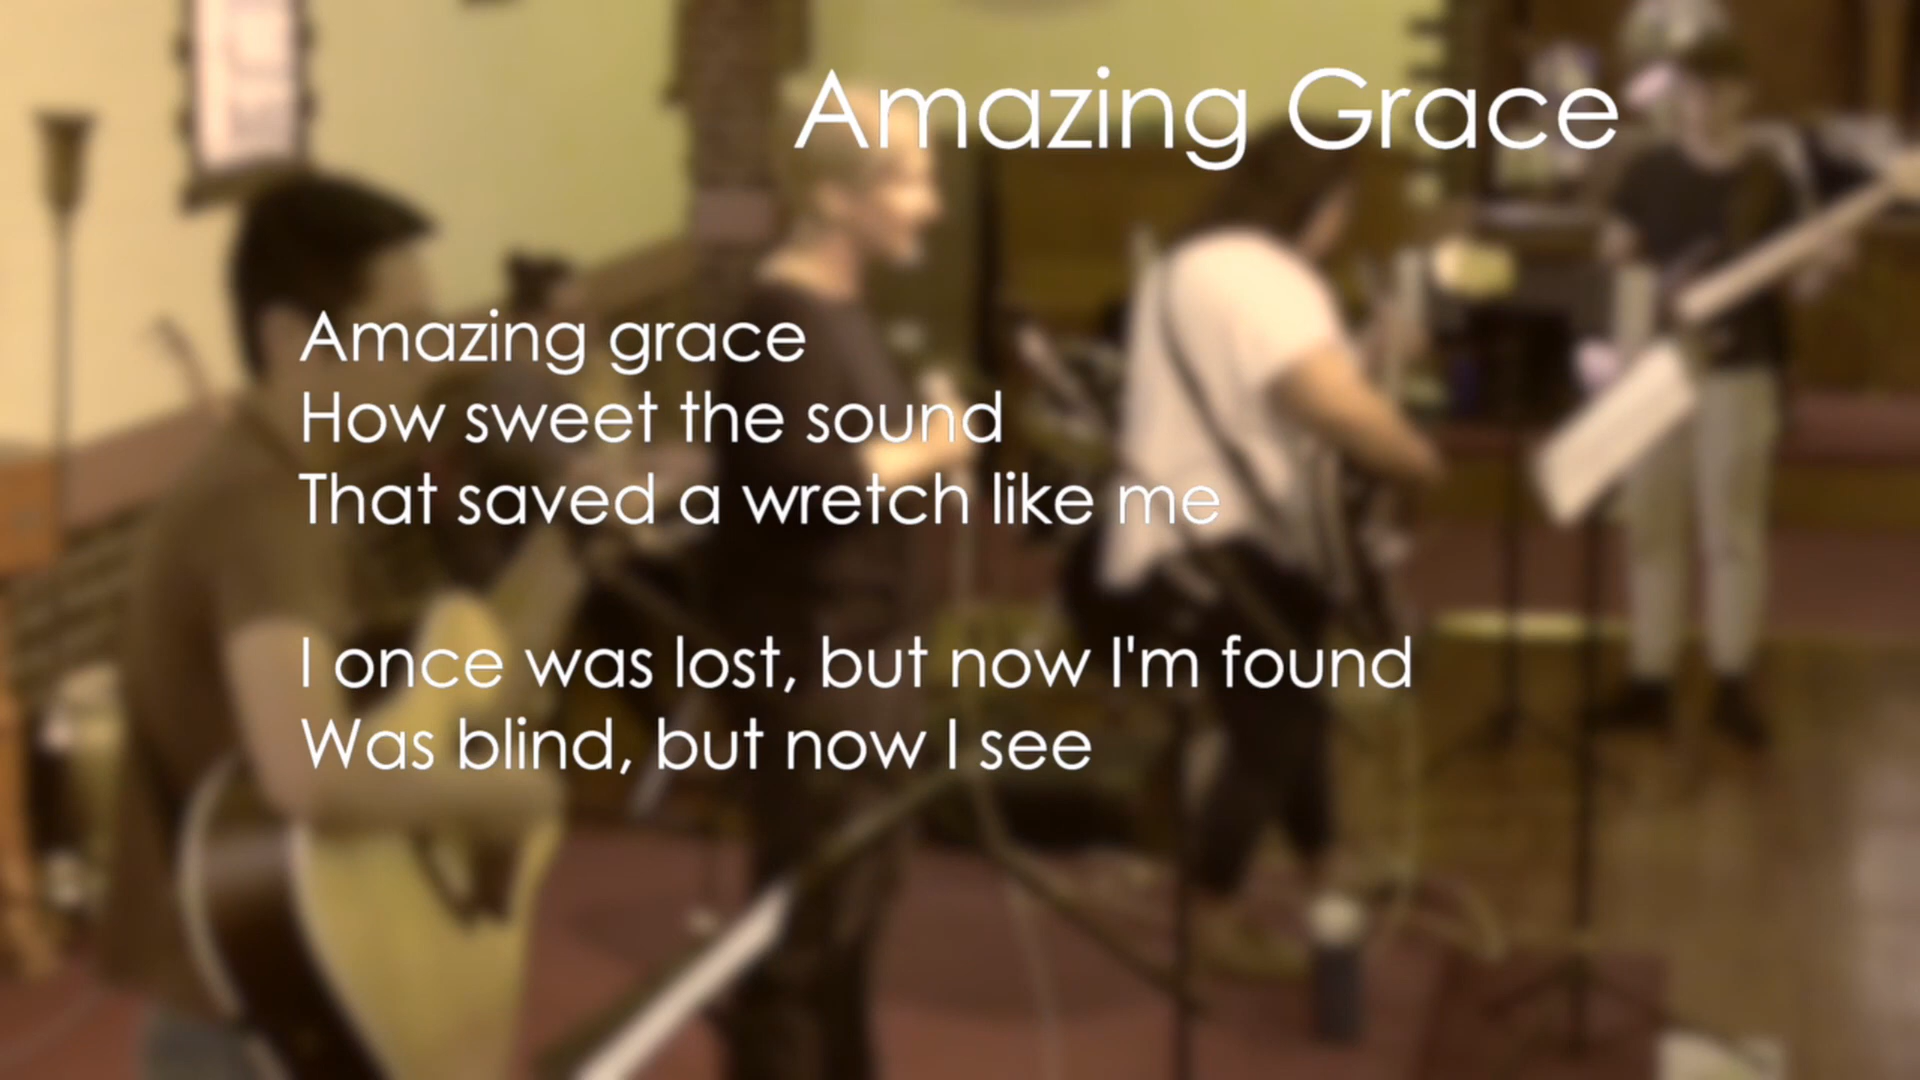 Amazing Grace
Amazing grace
How sweet the sound
That saved a wretch like me
I once was lost, but now I'm found
Was blind, but now I see